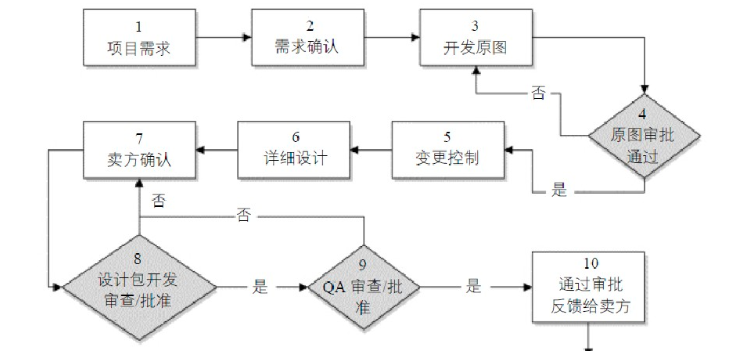 1
项目需求
2
需求确认
3
开发原图
否
4
原图审批
通过
7
卖方确认
6
详细设计
5
变更控制
是
否
否
8
设计包开发
审查/批准
是
9
QA 审查/批
准
是
10
通过审批
反馈给卖方